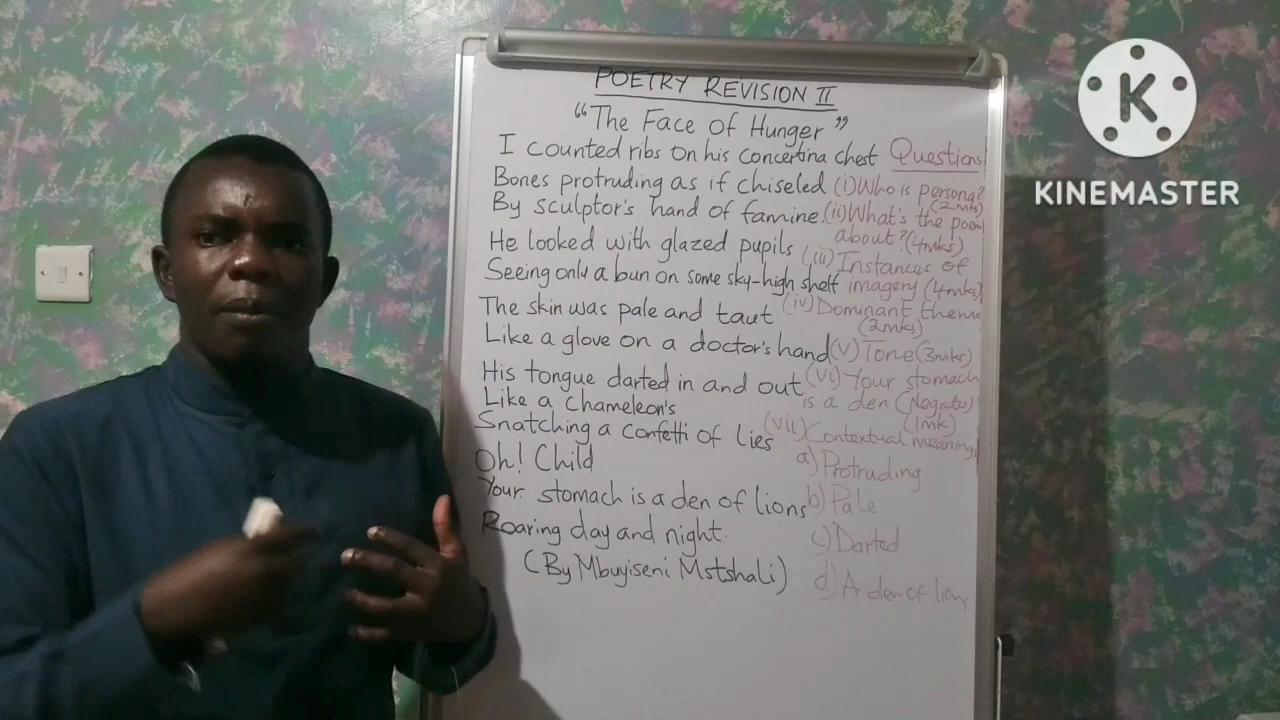 POETRY REVISION II
"The Face of Hunger"
I counted ribs on his concertina chest
Bones protruding as if chiseled
By sculptor's hand of famine.
He looked with glazed pupils
Seeing only a bun on some sky-high shelf
The skin was pale and taut
Like a glove on a doctor's hand
His tongue darted in and out
Like a Chameleon's
Snatching a confetti of lies
Oh! Child
Your stomach is a den of lions
Roaring day and night.
(By Mbuyiseni Mstshali)
Questions
(i) Who is persona?
(2mks)
(ii) What's the poem
about? (4mks)
(iii) Instances of
imagery (4mks)
(iv) Dominant theme
(2mks)
(v) Tone (3mks)
(vi) Your stomach
is a den (Negate)
(1mk)
(vii) Contextual meaning
a) Protruding
b) Pale
c) Darted
d) A den of lions
K
KINEMASTER